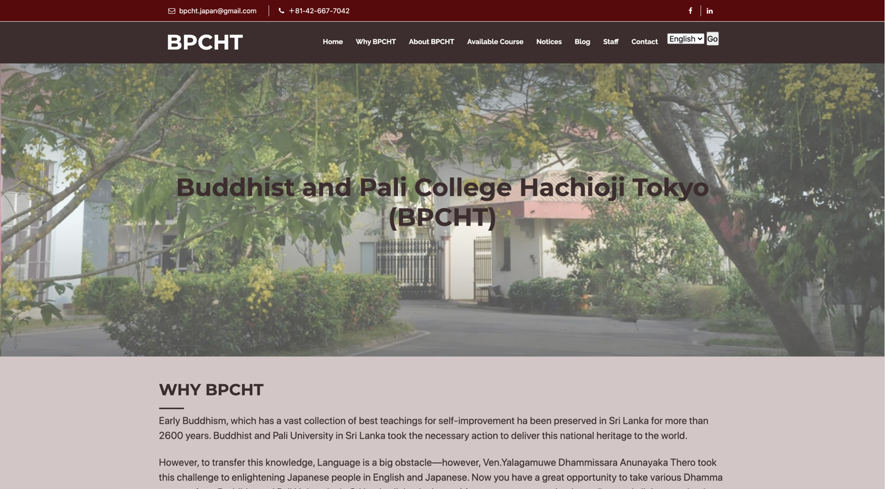 bpcht.japan@gmail.com
+81-42-667-7042
BPCHT
Home Why BPCHT About BPCHT Available Course Notices Blog Staff Contact English Go
Buddhist and Pali College Hachioji Tokyo
(BPCHT)
WHY BPCHT
Early Buddhism, which has a vast collection of best teachings for self-improvement ha been preserved in Sri Lanka for more than
2600 years. Buddhist and Pali University in Sri Lanka took the necessary action to deliver this national heritage to the world.
However, to transfer this knowledge, Language is a big obstacle—however, Ven.Yalagamuwe Dhammissara Anunayaka Thero took
this challenge to enlightening Japanese people in English and Japanese. Now you have a great opportunity to take various Dhamma